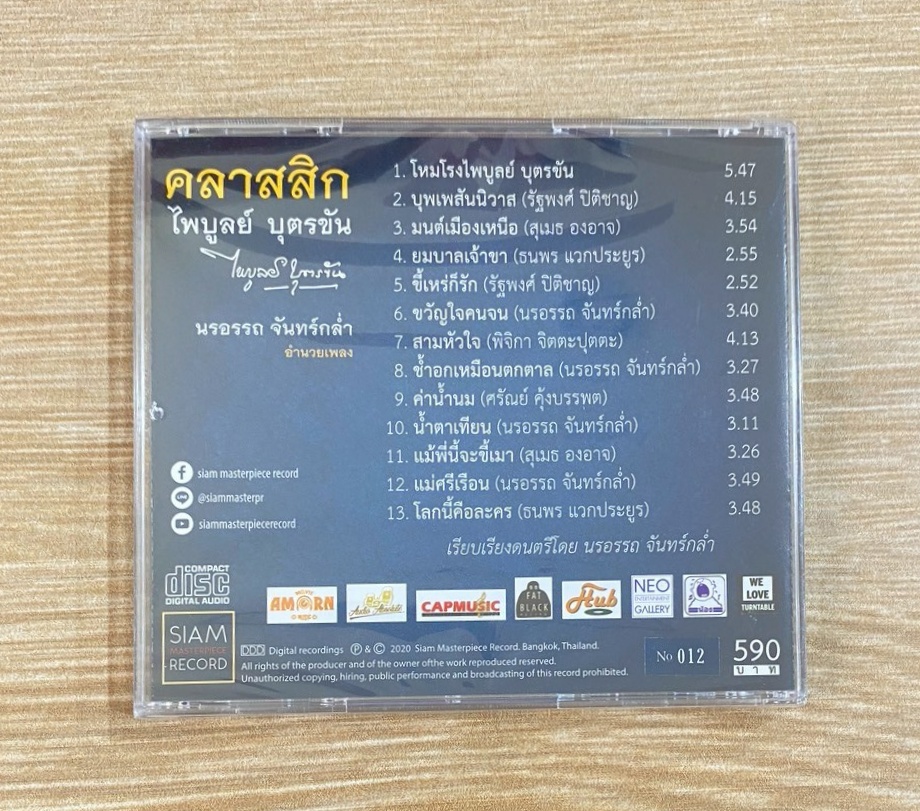 คลาสสิก
ไพบูลย์ บุตรขัน
ไพบูลย์ บุตรขัน
นรอรรถ จันทร์กล่ำ
อำนวยเพลง
1. โหมโรงไพบูลย์ บุตรขัน 5.47
2. บุพเพสันนิวาส (รัฐพงศ์ ปิติชาญ) 4.15
3. มนต์เมืองเหนือ (สุเมธ องอาจ) 3.54
4. ยมบาลเจ้าขา (ธนพร แวกประยูร) 2.55
5. ขี้เหร่ก็รัก (รัฐพงศ์ ปิติชาญ) 2.52
6. ขวัญใจคนจน (นรอรรถ จันทร์กล่ำ) 3.40
7. สามหัวใจ (พิจิกา จิตตะปุตตะ) 4.13
8. ช้ำอกเหมือนตกตาล (นรอรรถ จันทร์กล่ำ) 3.27
9. ค่าน้ำนม (ศรัณย์ คุ้งบรรพต) 3.48
10. น้ำตาเทียน (นรอรรถ จันทร์กล่ำ) 3.11
11. แม้พี่นี้จะขี้เมา (สุเมธ องอาจ) 3.26
12. แม่ศรีเรือน (นรอรรถ จันทร์กล่ำ) 3.49
13. โลกนี้คือละคร (ธนพร แวกประยูร) 3.48
เรียบเรียงดนตรีโดย นรอรรถ จันทร์กล่ำ
siam masterpiece record
@siammasterpr
siammasterpiecerecord
COMPACT
disc
DIGITAL AUDIO
AMORN
CAPMUSIC
FAT
BLACK
Hub
NEO
ENTERTAINMENT
GALLERY
WE
LOVE
TURNTABLE
SIAM
MASTERPIECE
RECORD
DDD Digital recordings Ⓟ & © 2020 Siam Masterpiece Record. Bangkok, Thailand.
All rights of the producer and of the owner ofthe work reproduced reserved.
Unauthorized copying, hiring, public performance and broadcasting of this record prohibited.
No 012
590
บาท